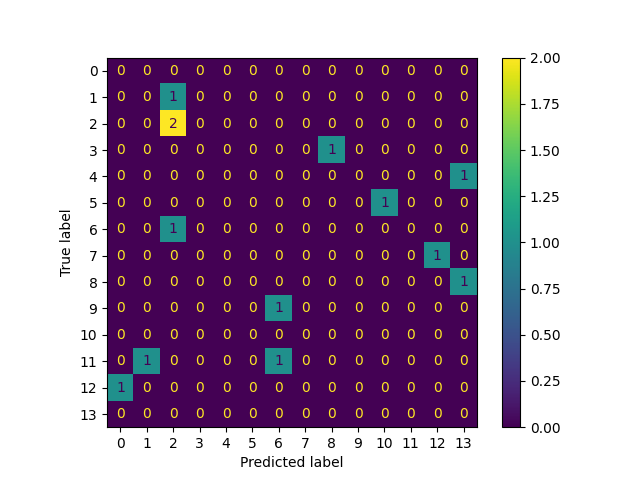 0 0 0 0 0 0 0 0 0 0 0 0 0 0 0 2.00
1 0 0 1 0 0 0 0 0 0 0 0 0 0 0 1.75
2 0 0 2 0 0 0 0 0 0 0 0 0 0 0
3 0 0 0 0 0 0 0 0 1 0 0 0 0 0 1.50
4 0 0 0 0 0 0 0 0 0 0 0 0 0 1
5 0 0 0 0 0 0 0 0 0 0 1 0 0 0 1.25
6 0 0 1 0 0 0 0 0 0 0 0 0 0 0 1.00
True label
7 0 0 0 0 0 0 0 0 0 0 0 0 1 0
8 0 0 0 0 0 0 0 0 0 0 0 0 0 1 0.75
9 0 0 0 0 0 0 1 0 0 0 0 0 0 0
10 0 0 0 0 0 0 0 0 0 0 0 0 0 0 0.50
11 0 1 0 0 0 0 1 0 0 0 0 0 0 0
12 1 0 0 0 0 0 0 0 0 0 0 0 0 0 0.25
13 0 0 0 0 0 0 0 0 0 0 0 0 0 0 0.00
0 1 2 3 4 5 6 7 8 9 10 11 12 13
Predicted label